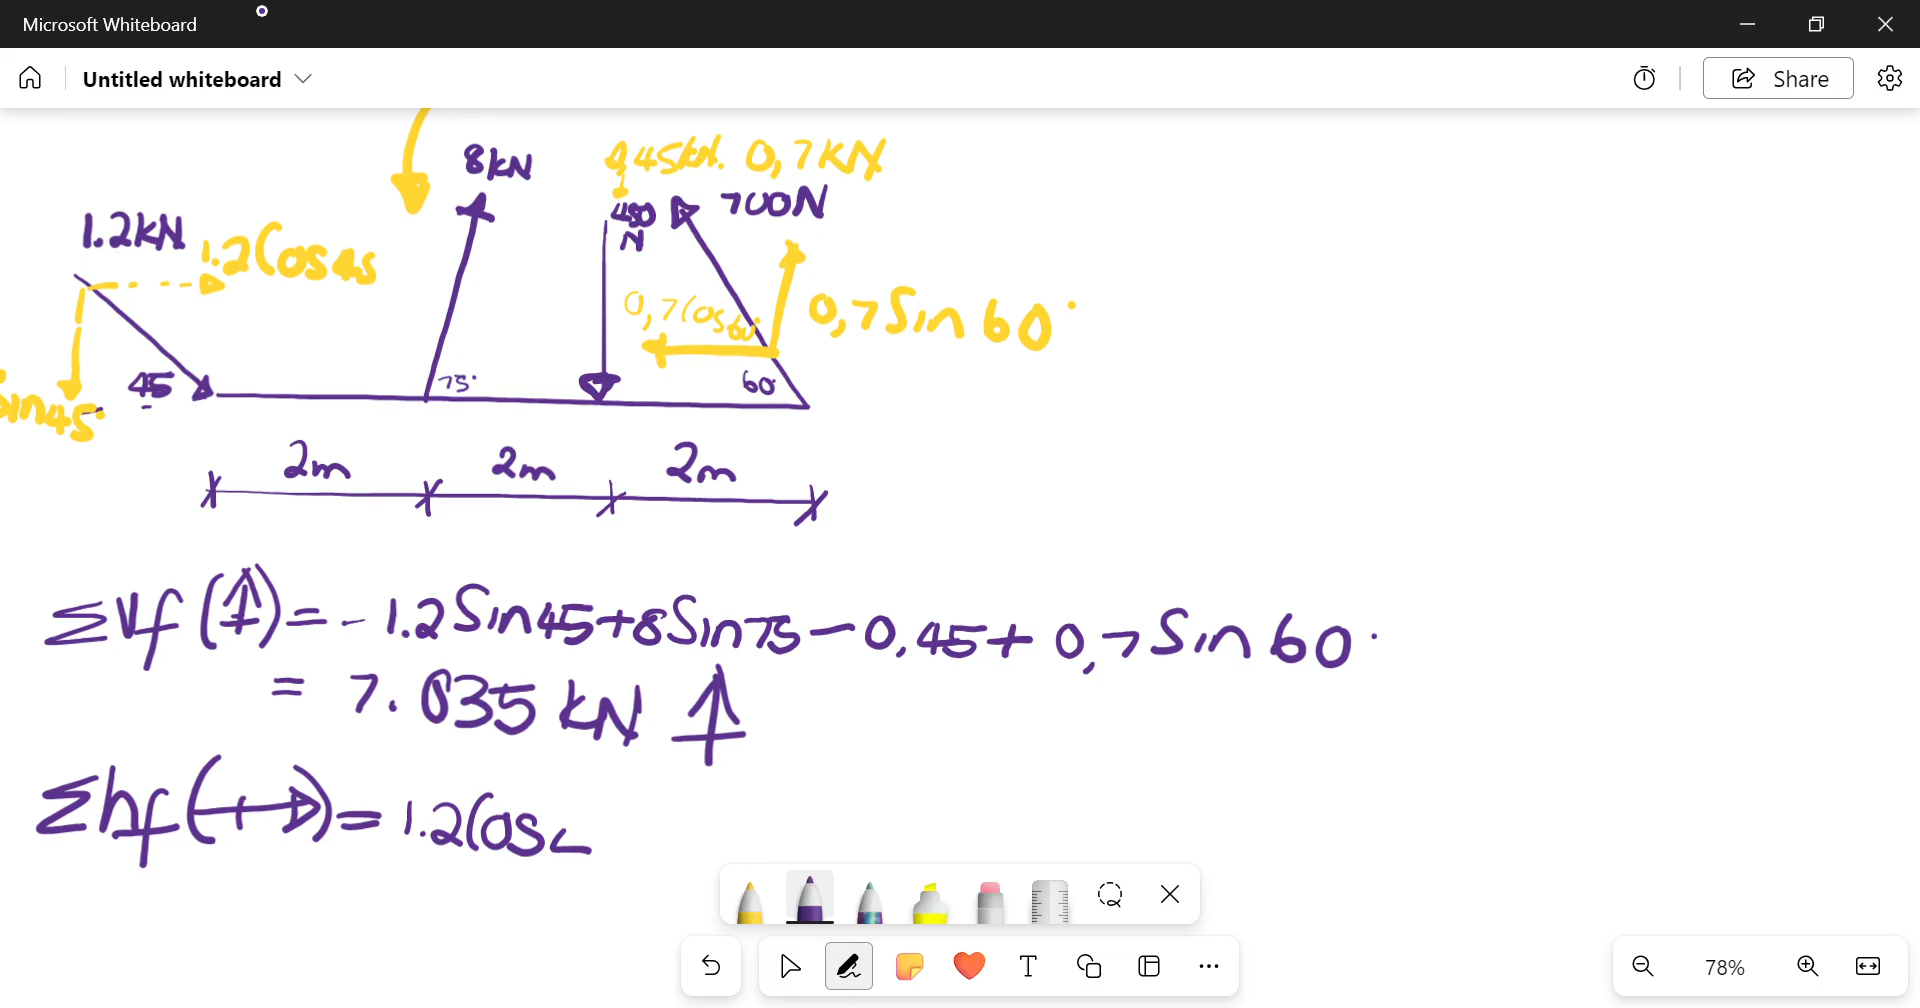 Microsoft Whiteboard
Untitled whiteboard
Share
8kN
0,45kN. 0,7KN
1.2kN
1.2Cos45
450
N
700N
0,7Cos60
0,7Sin60°
Sin45°
45
75°
60°
2m 2m 2m
ΣVf (↑)= - 1.2Sin45+8Sin75-0,45+ 0,7Sin60°
= 7.035 kN ↑
Σhf(+→)= 1.2Cos
78%